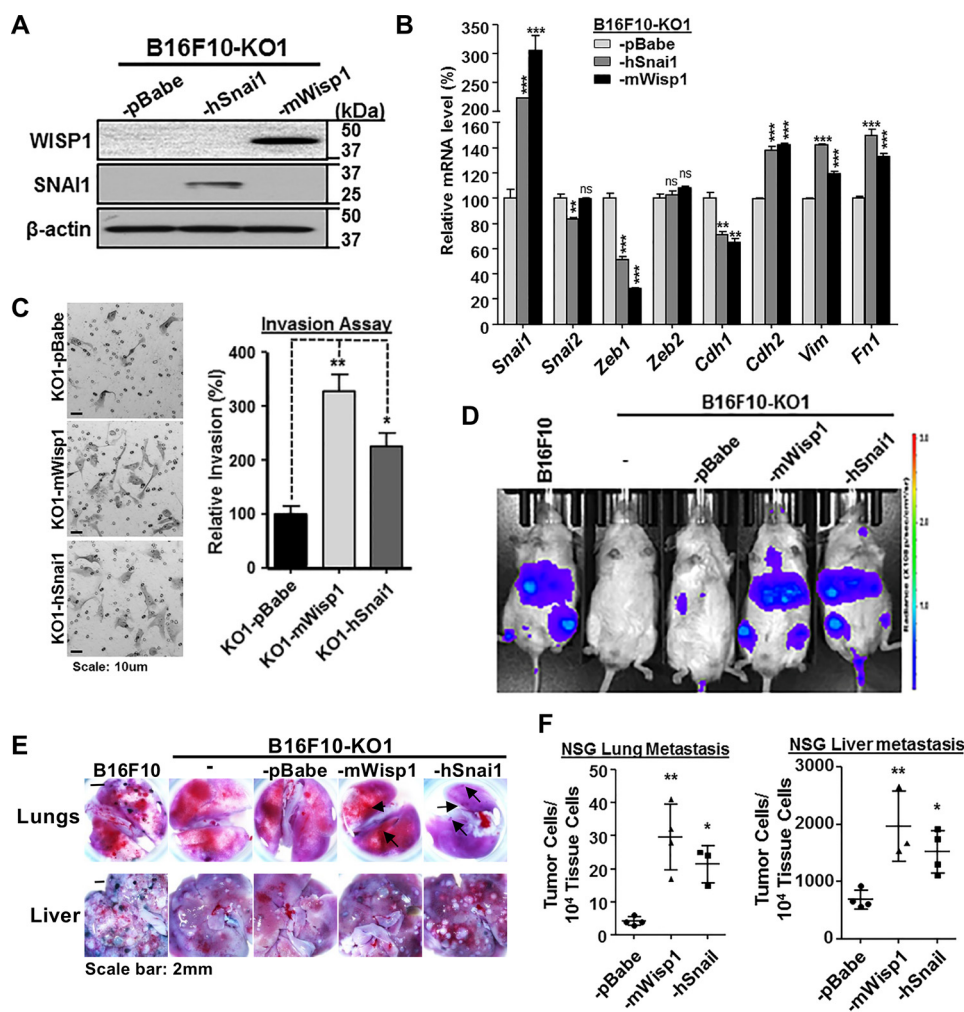 A
B16F10-KO1
-pBabe
-hSnai1
-mWisp1
(kDa)
WISP1
50
37
SNAI1
37
25
β-actin
50
37
B
B16F10-KO1
-pBabe
-hSnai1
-mWisp1
Relative mRNA level (%)
350
300
250
200
140
120
100
80
60
40
20
0
*** ***
** ns
*** ***
ns ns
** **
*** ***
*** ***
*** ***
Snai1
Snai2
Zeb1
Zeb2
Cdh1
Cdh2
Vim
Fn1
C
KO1-pBabe
KO1-mWisp1
KO1-hSnai1
Scale: 10um
Invasion Assay
Relative Invasion (%I)
400
300
200
100
0
**
*
KO1-pBabe
KO1-mWisp1
KO1-hSnai1
D
B16F10-KO1
B16F10
-
-pBabe
-mWisp1
-hSnai1
3.0
2.0
1.0
E
B16F10-KO1
B16F10
-
-pBabe
-mWisp1
-hSnai1
Lungs
Liver
Scale bar: 2mm
F
NSG Lung Metastasis
Tumor Cells/
10⁴ Tissue Cells
50
40
30
20
10
0
**
*
-pBabe
-mWisp1
-hSnail
NSG Liver metastasis
Tumor Cells/
10⁴ Tissue Cells
3000
2000
1000
0
**
*
-pBabe
-mWisp1
-hSnai1